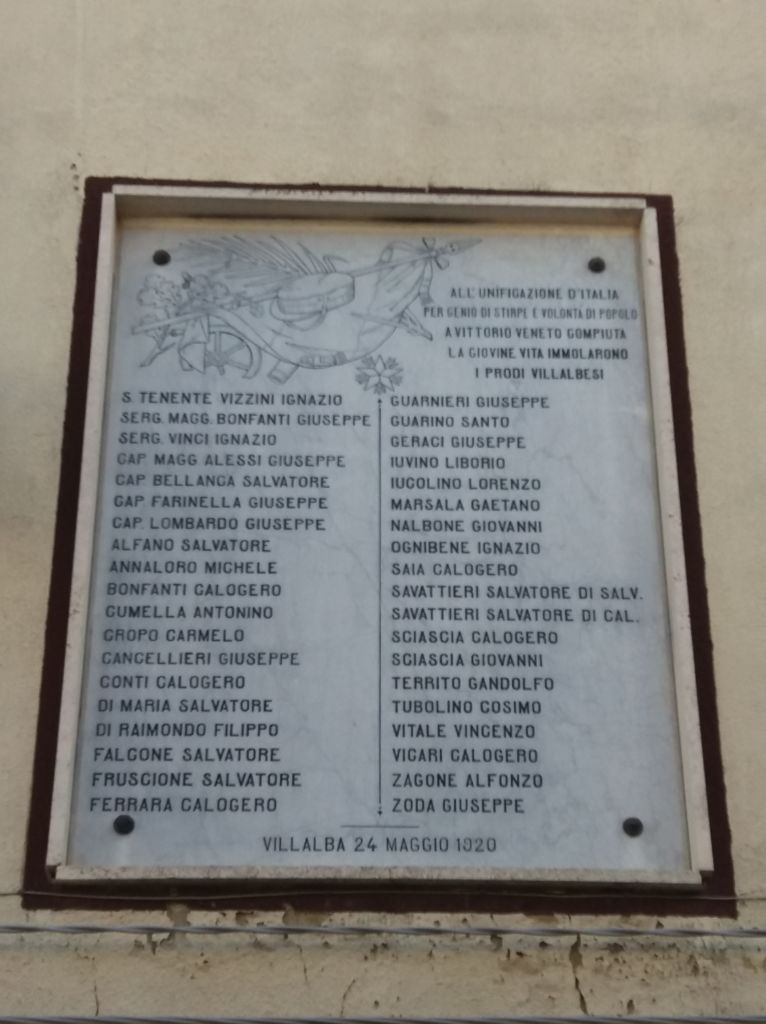 ALL'UNIFICAZIONE D'ITALIA
PER GENIO DI STIRPE E VOLONTÀ DI POPOLO
A VITTORIO VENETO COMPIUTA
LA GIOVINE VITA IMMOLARONO
I PRODI VILLALBESI
S. TENENTE VIZZINI IGNAZIO
SERG. MAGG. BONFANTI GIUSEPPE
SERG. VINCI IGNAZIO
CAP. MAGG ALESSI GIUSEPPE
CAP BELLANCA SALVATORE
CAP. FARINELLA GIUSEPPE
CAP. LOMBARDO GIUSEPPE
ALFANO SALVATORE
ANNALORO MICHELE
BONFANTI CALOGERO
CUMELLA ANTONINO
CROPO CARMELO
CANCELLIERI GIUSEPPE
CONTI CALOGERO
DI MARIA SALVATORE
DI RAIMONDO FILIPPO
FALCONE SALVATORE
FRUSCIONE SALVATORE
FERRARA CALOGERO
GUARNIERI GIUSEPPE
GUARINO SANTO
GERACI GIUSEPPE
IUVINO LIBORIO
IUCOLINO LORENZO
MARSALA GAETANO
NALBONE GIOVANNI
OGNIBENE IGNAZIO
SAIA CALOGERO
SAVATTIERI SALVATORE DI SALV.
SAVATTIERI SALVATORE DI CAL.
SCIASCIA CALOGERO
SCIASCIA GIOVANNI
TERRITO GANDOLFO
TUBOLINO COSIMO
VITALE VINCENZO
VICARI CALOGERO
ZAGONE ALFONZO
ZODA GIUSEPPE
VILLALBA 24 MAGGIO 1920